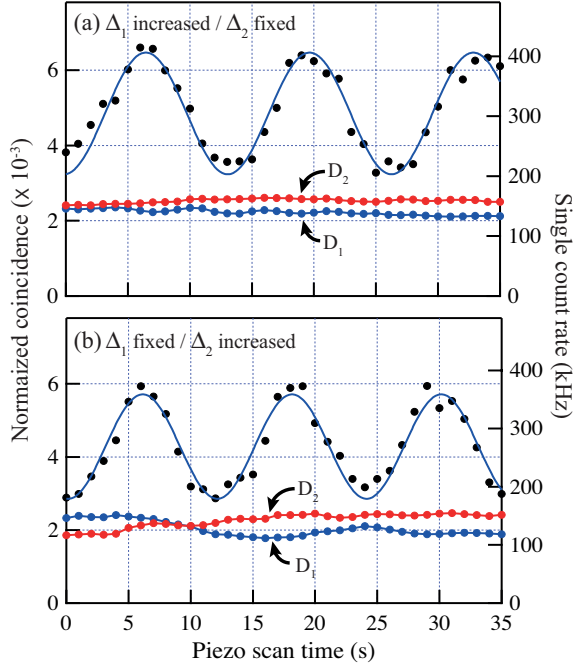 (a) Δ1 increased / Δ2 fixed
6
4
2
0
400
300
200
100
0
D2
D1
Normaized coincidence (x 10-3)
Single count rate (kHz)
(b) Δ1 fixed / Δ2 increased
6
4
2
0
400
300
200
100
0
D2
D1
0 5 10 15 20 25 30 35
Piezo scan time (s)